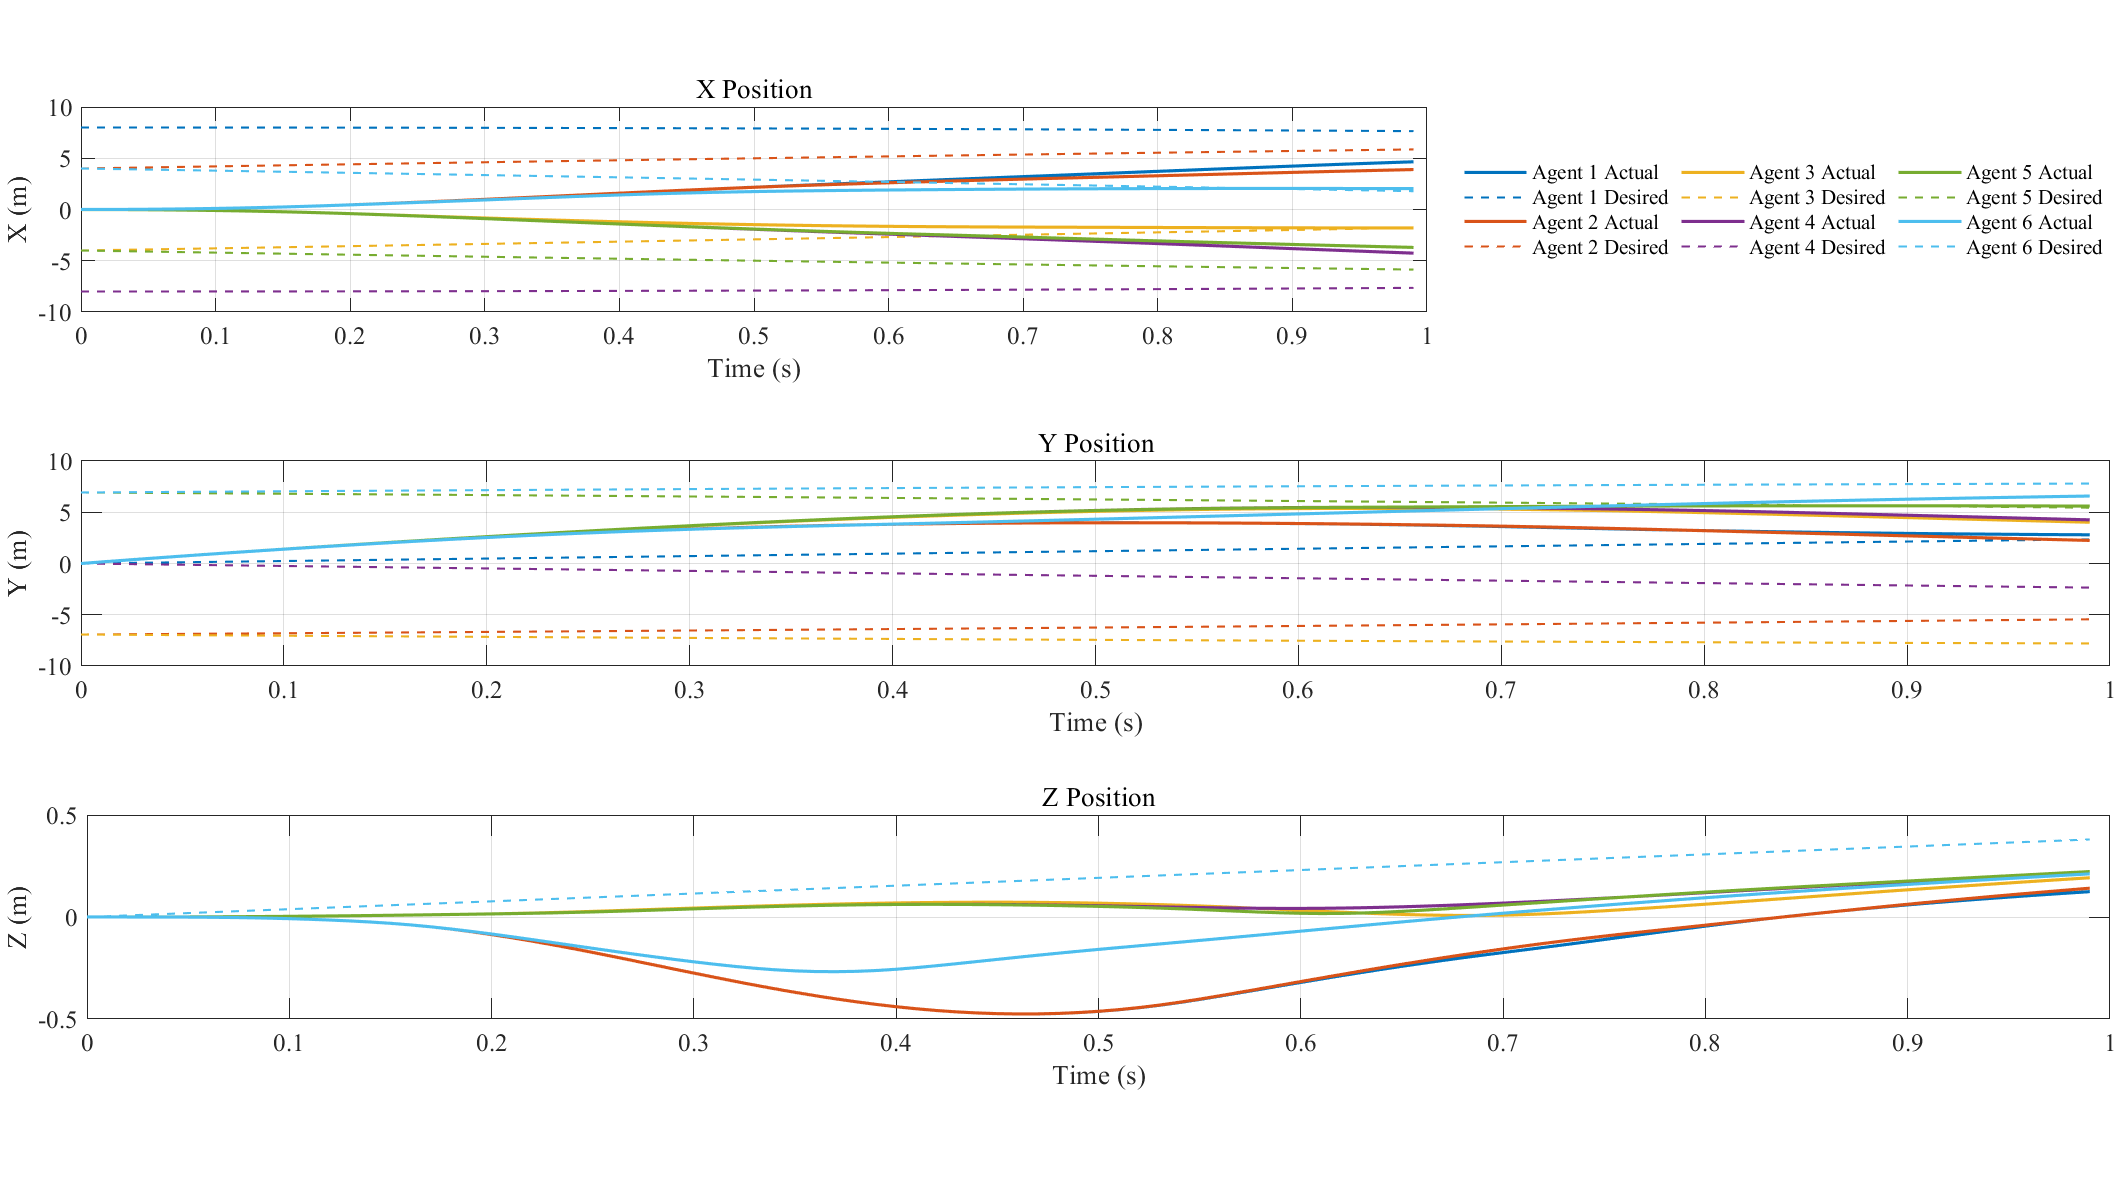 X Position
10
5
0
-5
-10
X (m)
0 0.1 0.2 0.3 0.4 0.5 0.6 0.7 0.8 0.9 1
Time (s)
Agent 1 Actual Agent 3 Actual Agent 5 Actual
Agent 1 Desired Agent 3 Desired Agent 5 Desired
Agent 2 Actual Agent 4 Actual Agent 6 Actual
Agent 2 Desired Agent 4 Desired Agent 6 Desired
Y Position
10
5
0
-5
-10
Y (m)
0 0.1 0.2 0.3 0.4 0.5 0.6 0.7 0.8 0.9 1
Time (s)
Z Position
0.5
0
-0.5
Z (m)
0 0.1 0.2 0.3 0.4 0.5 0.6 0.7 0.8 0.9 1
Time (s)